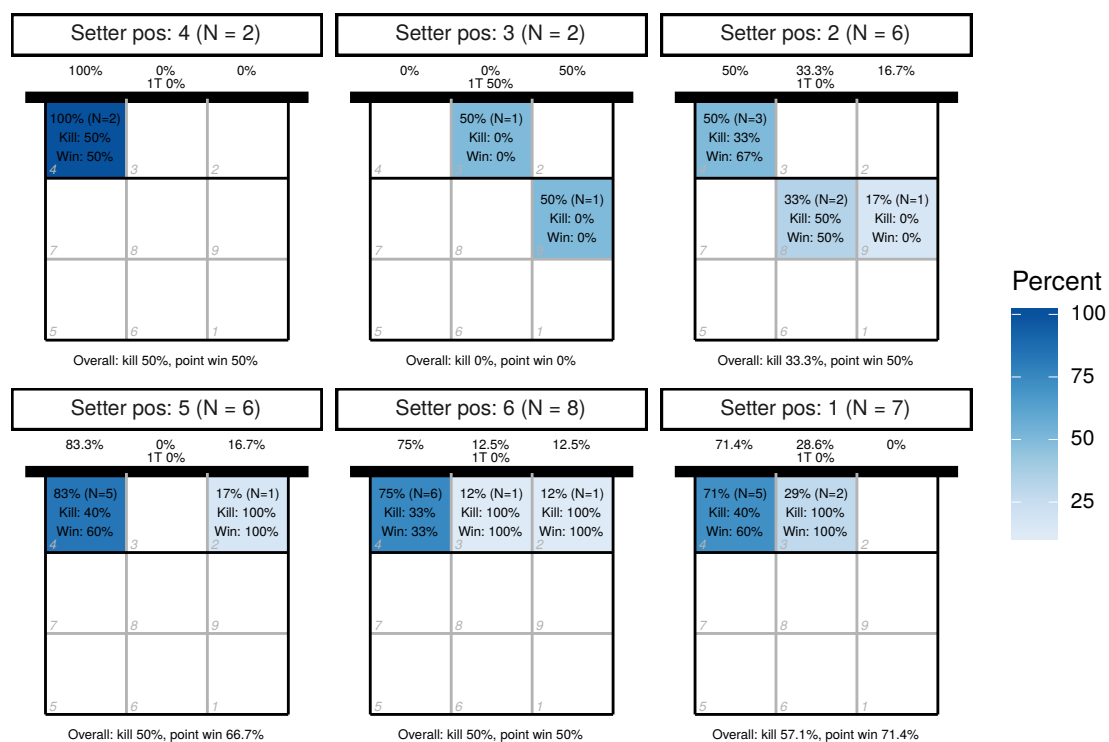 Setter pos: 4 (N = 2)
100% 0% 0%
1T 0%
100% (N=2)
Kill: 50%
Win: 50%
4 3 2
7 8 9
5 6 1
Overall: kill 50%, point win 50%
Setter pos: 3 (N = 2)
0% 0% 50%
1T 50%
50% (N=1)
Kill: 0%
Win: 0%
4 3 2
50% (N=1)
Kill: 0%
Win: 0%
7 8 9
5 6 1
Overall: kill 0%, point win 0%
Setter pos: 2 (N = 6)
50% 33.3% 16.7%
1T 0%
50% (N=3)
Kill: 33%
Win: 67%
4 3 2
33% (N=2) 17% (N=1)
Kill: 50% Kill: 0%
Win: 50% Win: 0%
7 8 9
5 6 1
Overall: kill 33.3%, point win 50%
Setter pos: 5 (N = 6)
83.3% 0% 16.7%
1T 0%
83% (N=5) 17% (N=1)
Kill: 40% Kill: 100%
Win: 60% Win: 100%
4 3 2
7 8 9
5 6 1
Overall: kill 50%, point win 66.7%
Setter pos: 6 (N = 8)
75% 12.5% 12.5%
1T 0%
75% (N=6) 12% (N=1) 12% (N=1)
Kill: 33% Kill: 100% Kill: 100%
Win: 33% Win: 100% Win: 100%
4 3 2
7 8 9
5 6 1
Overall: kill 50%, point win 50%
Setter pos: 1 (N = 7)
71.4% 28.6% 0%
1T 0%
71% (N=5) 29% (N=2)
Kill: 40% Kill: 100%
Win: 60% Win: 100%
4 3 2
7 8 9
5 6 1
Overall: kill 57.1%, point win 71.4%
Percent
100
75
50
25